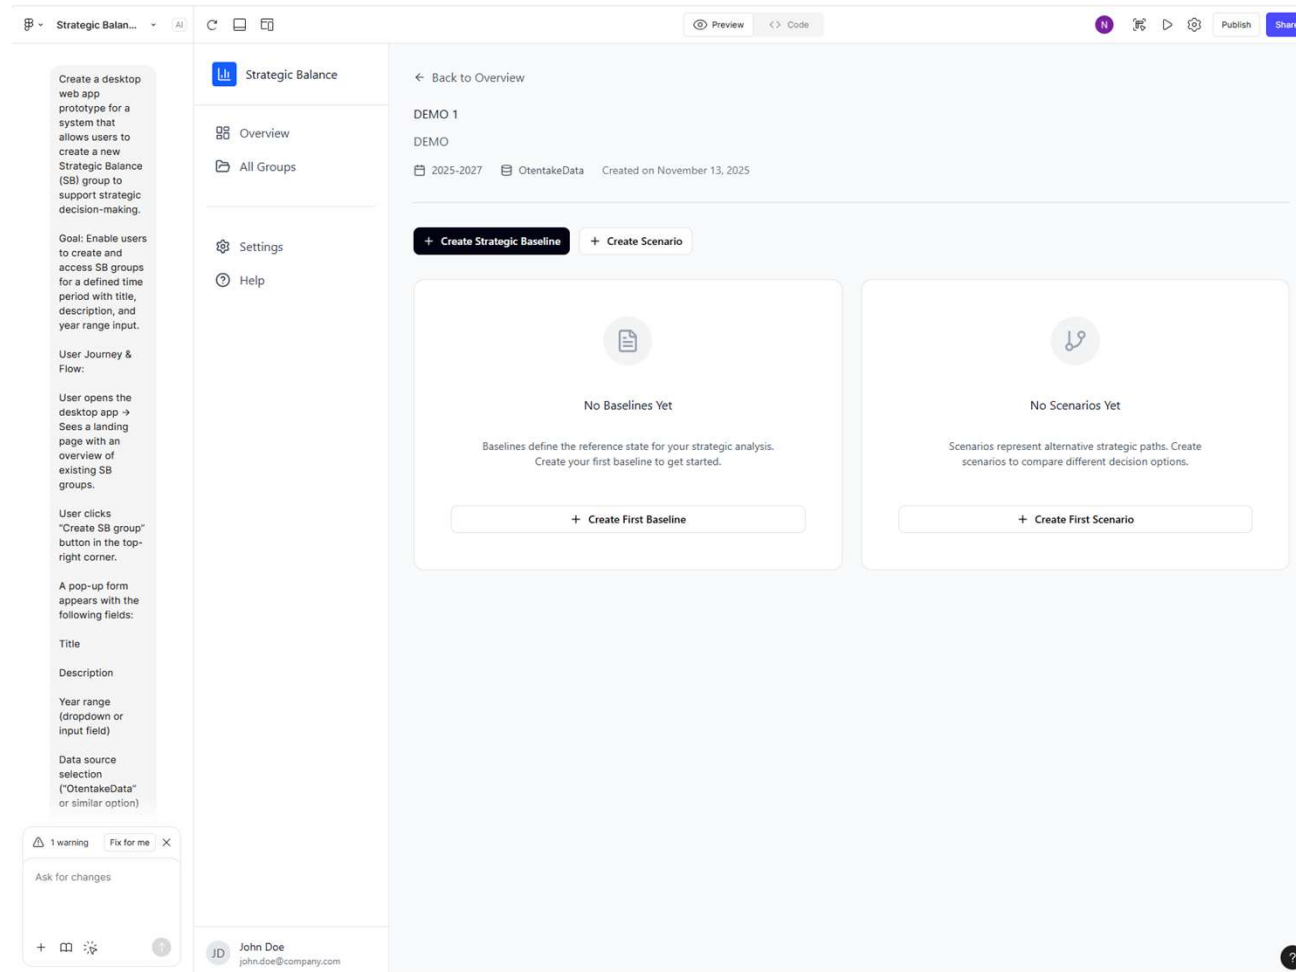 Strategic Balan...
AI
Preview
Code
N
Publish
Share
Create a desktop
web app
prototype for a
system that
allows users to
create a new
Strategic Balance
(SB) group to
support strategic
decision-making.
Goal: Enable users
to create and
access SB groups
for a defined time
period with title,
description, and
year range input.
User Journey &
Flow:
User opens the
desktop app →
Sees a landing
page with an
overview of
existing SB
groups.
User clicks
“Create SB group”
button in the top-
right corner.
A pop-up form
appears with the
following fields:
Title
Description
Year range
(dropdown or
input field)
Data source
selection
(“OtentakeData”
or similar option)
1 warning
Fix for me
Ask for changes
Strategic Balance
Overview
All Groups
Settings
Help
JD
John Doe
john.doe@company.com
Back to Overview
DEMO 1
DEMO
2025-2027
OtentakeData
Created on November 13, 2025
+ Create Strategic Baseline
+ Create Scenario
No Baselines Yet
Baselines define the reference state for your strategic analysis.
Create your first baseline to get started.
+ Create First Baseline
No Scenarios Yet
Scenarios represent alternative strategic paths. Create
scenarios to compare different decision options.
+ Create First Scenario
?